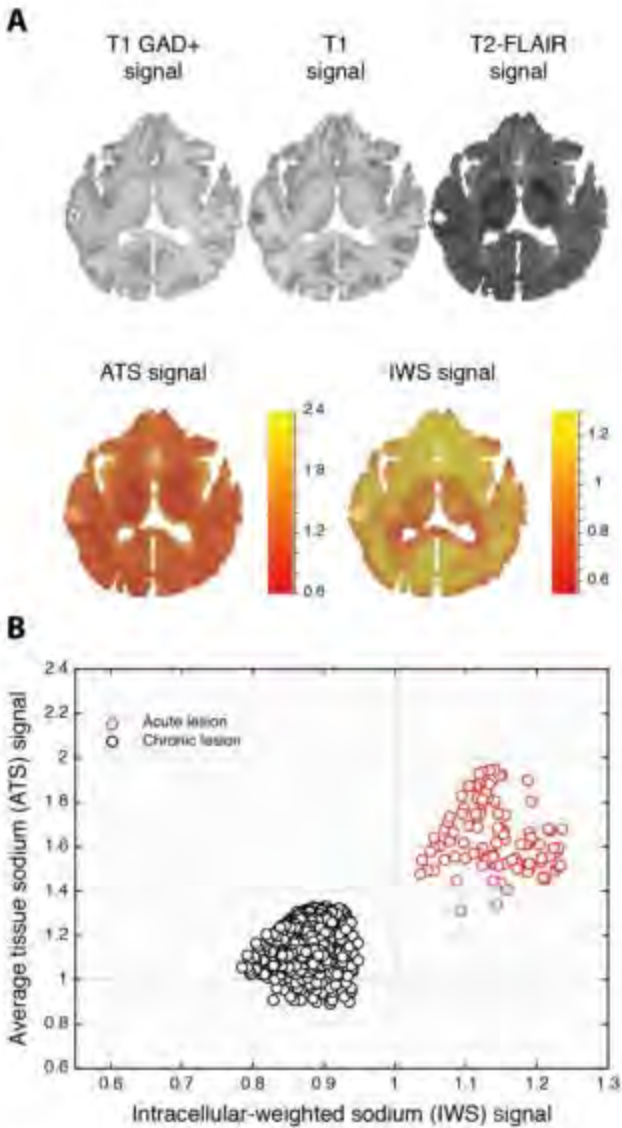 A
T1 GAD+
signal
T1
signal
T2-FLAIR
signal
ATS signal
IWS signal
2.4
1.8
1.2
0.6
1.2
1
0.8
0.6
B
2.4
2.2
2
1.8
1.6
1.4
1.2
1
0.8
0.6
Average tissue sodium (ATS) signal
Acute lesion
Chronic lesion
0.6
0.7
0.8
0.9
1
1.1
1.2
1.3
Intracellular-weighted sodium (IWS) signal